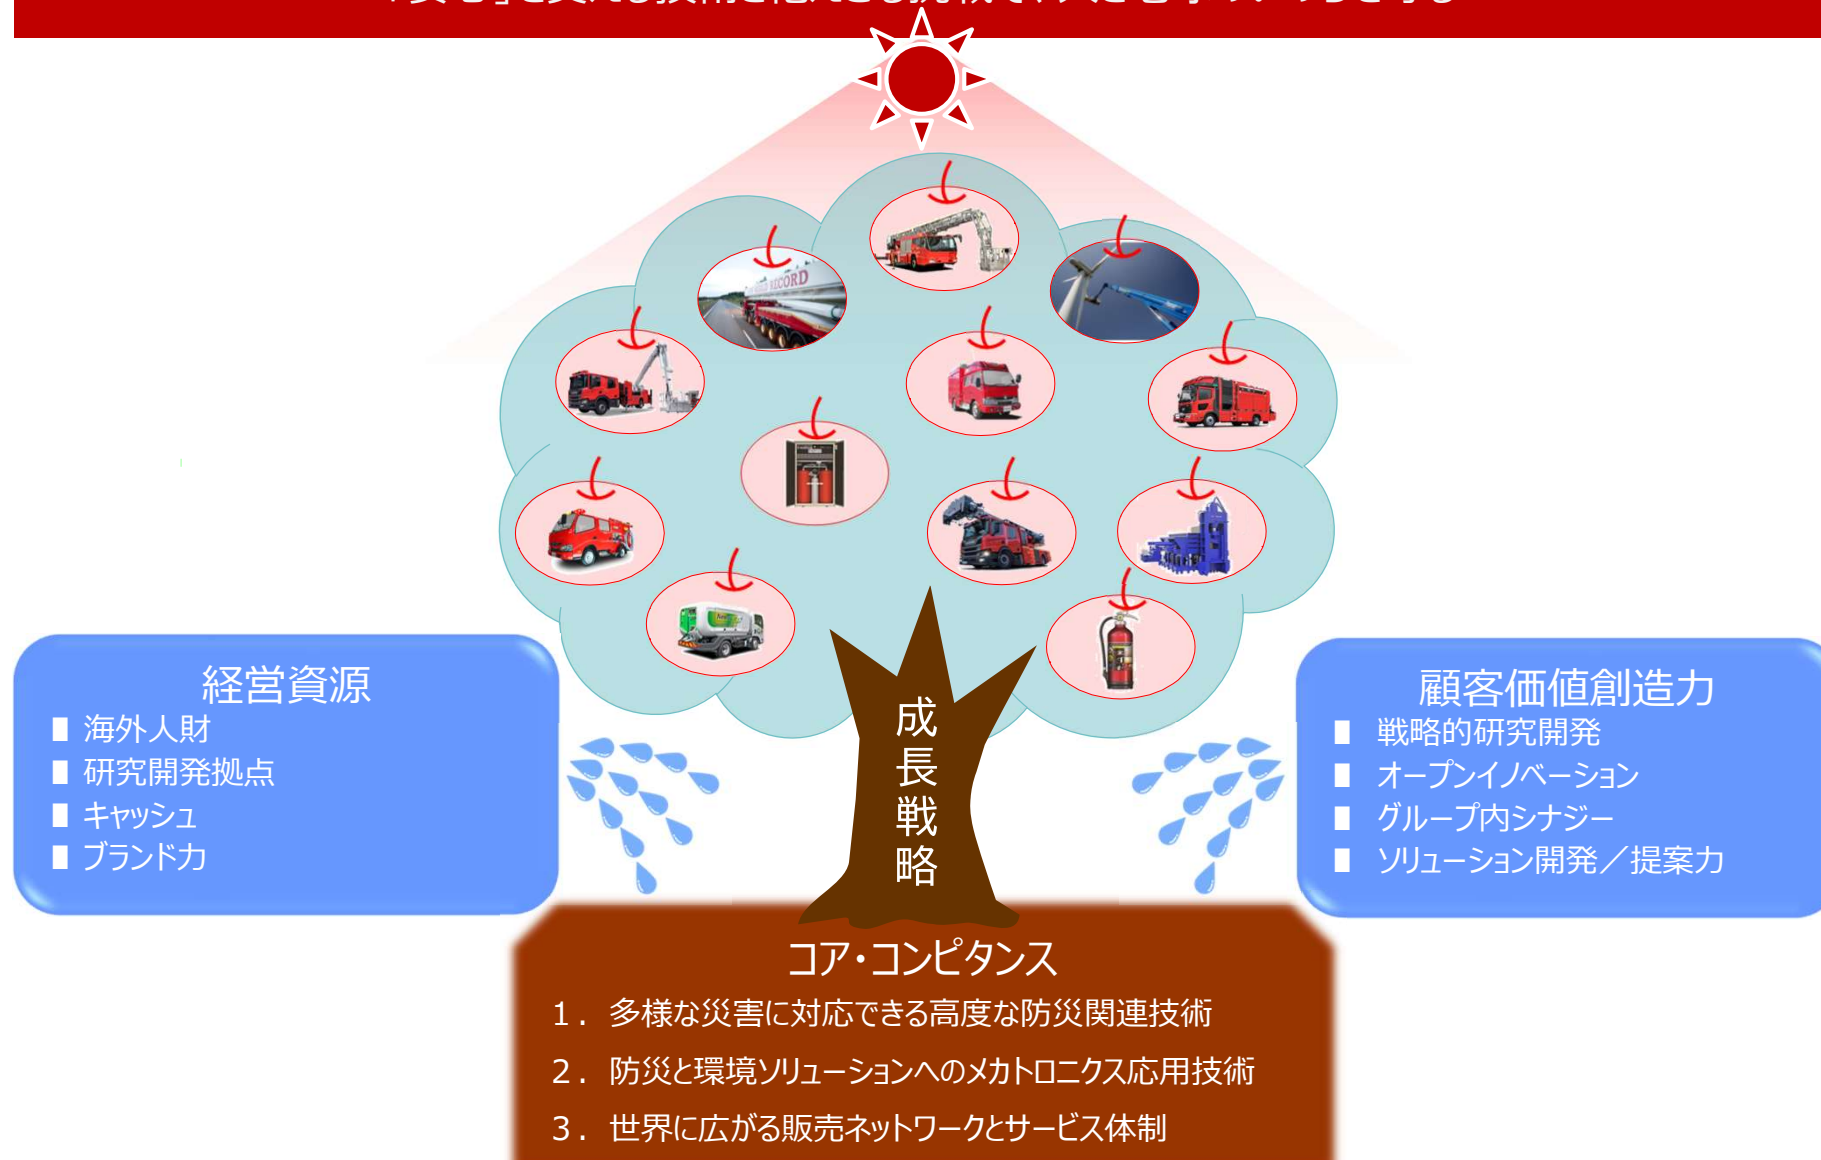 経営資源
■ 海外人財
■ 研究開発拠点
■ キャッシュ
■ ブランド力
成長戦略
顧客価値創造力
■ 戦略的研究開発
■ オープンイノベーション
■ グループ内シナジー
■ ソリューション開発／提案力
コア・コンピタンス
１．多様な災害に対応できる高度な防災関連技術
２．防災と環境ソリューションへのメカトロニクス応用技術
３．世界に広がる販売ネットワークとサービス体制